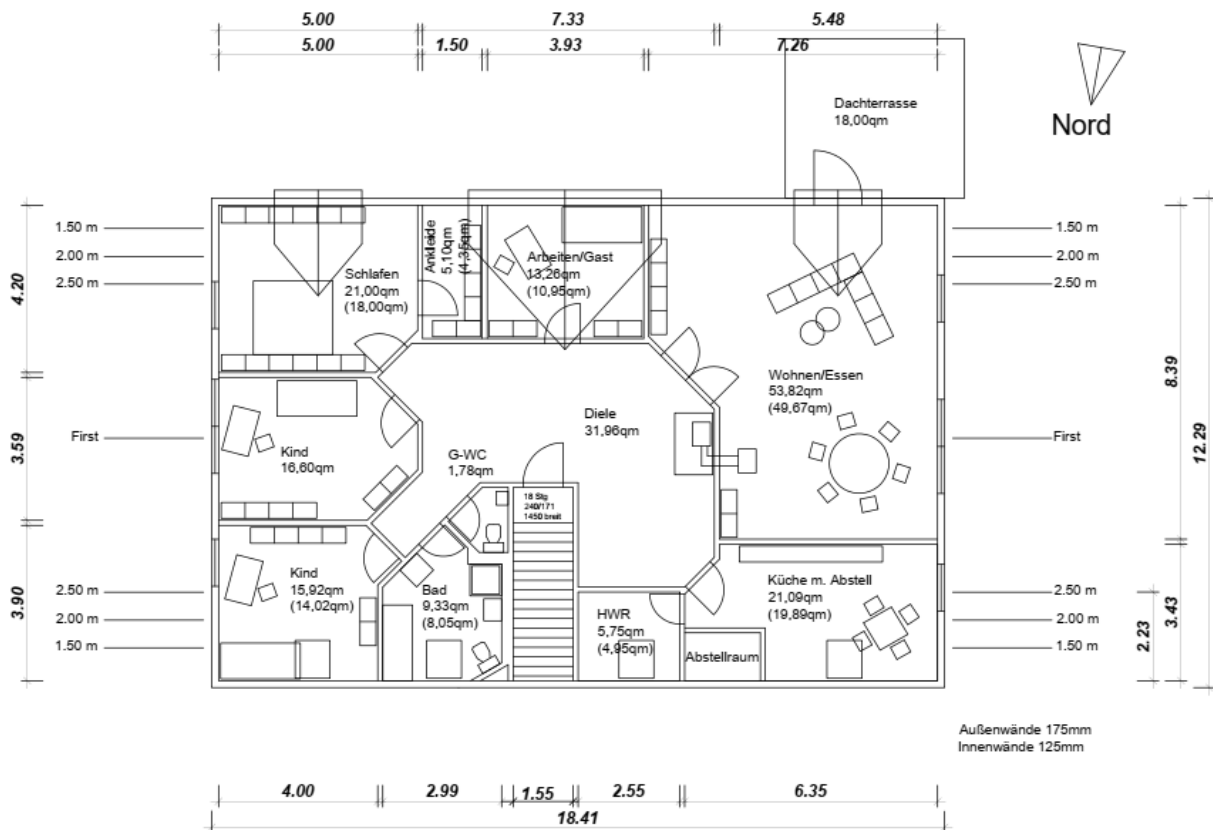 5.00
7.33
5.48
5.00
1.50
3.93
7.26
Dachterrasse
18,00qm
Nord
1.50 m
2.00 m
2.50 m
1.50 m
2.00 m
2.50 m
4.20
Schlafen
21,00qm
(18,00qm)
Ankleide
5,10qm
(4,35qm)
Arbeiten/Gast
13,26qm
(10,95qm)
Wohnen/Essen
53,82qm
(49,67qm)
8.39
12.29
3.59
First
First
Kind
16,60qm
Diele
31,96qm
G-WC
1,78qm
18 Stg
240/171
1450 breit
3.90
2.50 m
2.00 m
1.50 m
Kind
15,92qm
(14,02qm)
Bad
9,33qm
(8,05qm)
HWR
5,75qm
(4,95qm)
Abstellraum
Küche m. Abstell
21,09qm
(19,89qm)
2.50 m
2.00 m
1.50 m
2.23
3.43
Außenwände 175mm
Innenwände 125mm
4.00
2.99
1.55
2.55
6.35
18.41